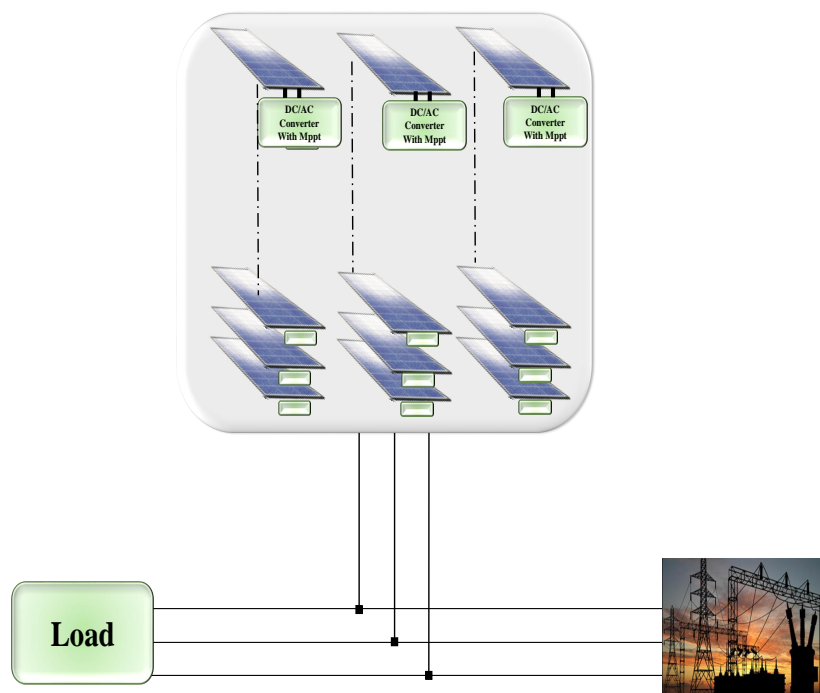 DC/AC
Converter
With Mppt
DC/AC
Converter
With Mppt
DC/AC
Converter
With Mppt
Load